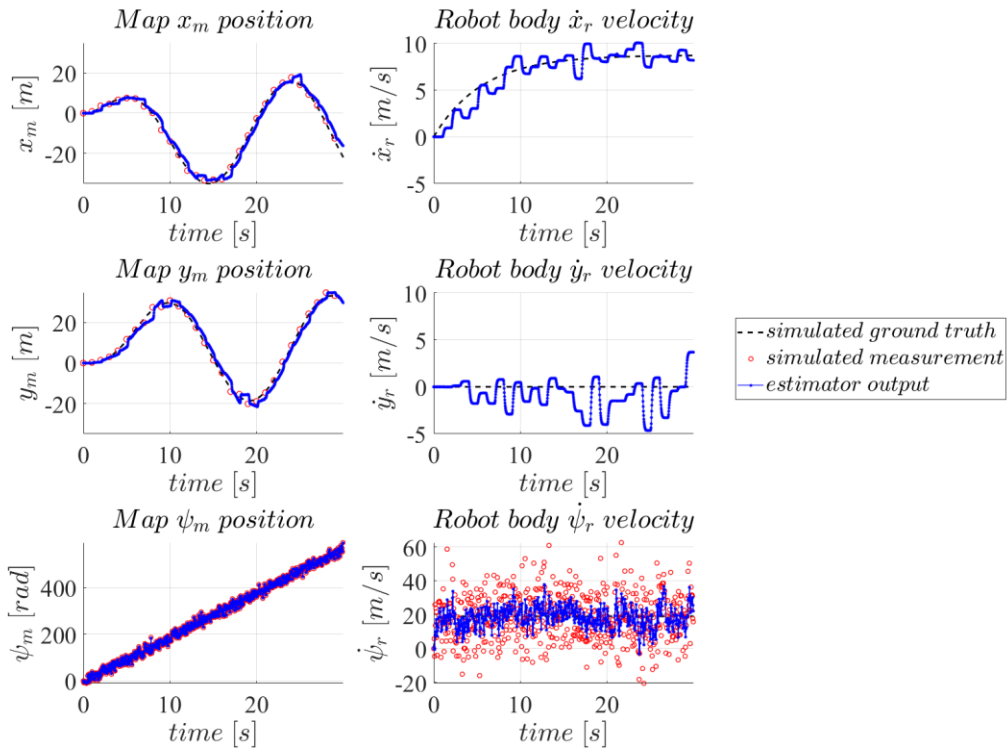 Map x_m position
x_m [m]
20
0
-20
0 10 20
time [s]
Robot body ẋ_r velocity
ẋ_r [m/s]
10
5
0
-5
0 10 20
time [s]
Map y_m position
y_m [m]
20
0
-20
0 10 20
time [s]
Robot body ẏ_r velocity
ẏ_r [m/s]
10
5
0
-5
0 10 20
time [s]
simulated ground truth
simulated measurement
estimator output
Map ψ_m position
ψ_m [rad]
400
200
0
0 10 20
time [s]
Robot body ψ̇_r velocity
ψ̇_r [m/s]
60
40
20
0
-20
0 10 20
time [s]